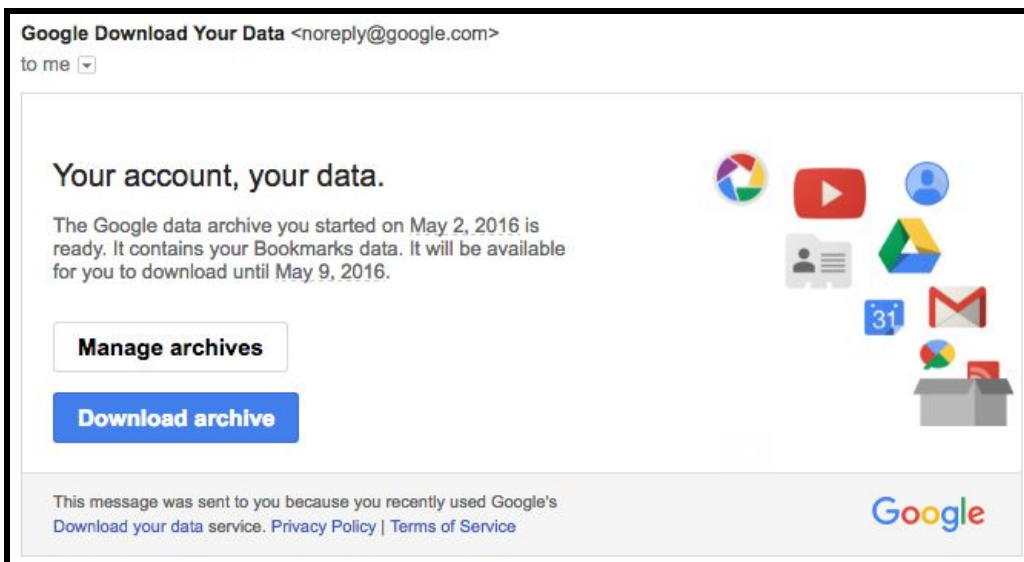 Google Download Your Data <noreply@google.com>
to me
Your account, your data.
The Google data archive you started on May 2, 2016 is
ready. It contains your Bookmarks data. It will be available
for you to download until May 9, 2016.
31
Manage archives
Download archive
This message was sent to you because you recently used Google's
Download your data service. Privacy Policy | Terms of Service
Google